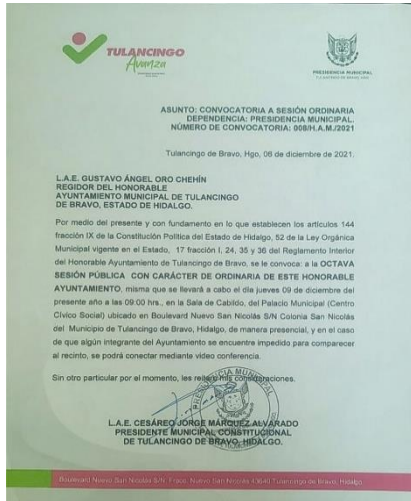 TULANCINGO
Avanza
PRESIDENCIA MUNICIPAL
ASUNTO: CONVOCATORIA A SESIÓN ORDINARIA
DEPENDENCIA: PRESIDENCIA MUNICIPAL.
NÚMERO DE CONVOCATORIA: 008/H.A.M./2021
Tulancingo de Bravo, Hgo, 08 de diciembre de 2021.
L.A.E. GUSTAVO ÁNGEL ORO CHEHÍN
REGIDOR DEL HONORABLE
AYUNTAMIENTO MUNICIPAL DE TULANCINGO
DE BRAVO, ESTADO DE HIDALGO.
Por medio del presente y con fundamento en lo que establecen los artículos 144
fracción IX de la Constitución Política del Estado de Hidalgo, 52 de la Ley Orgánica
Municipal vigente en el Estado, 17 fracción I, 24, 35 y 36 del Reglamento Interior
del Honorable Ayuntamiento de Tulancingo de Bravo, se le convoca: a la OCTAVA
SESIÓN PÚBLICA CON CARÁCTER DE ORDINARIA DE ESTE HONORABLE
AYUNTAMIENTO, misma que se llevará a cabo el día jueves 09 de diciembre del
presente año a las 09:00 hrs., en la Sala de Cabildo, del Palacio Municipal (Centro
Cívico Social) ubicado en Boulevard Nuevo San Nicolás S/N Colonia San Nicolás
del Municipio de Tulancingo de Bravo, Hidalgo, de manera presencial, y en el caso
de que algún integrante del Ayuntamiento se encuentre impedido para comparecer
al recinto, se podrá conectar mediante video conferencia.
Sin otro particular por el momento, les reitero mis consideraciones.
L.A.E. CESÁREO JORGE MÁRQUEZ ALVARADO
PRESIDENTE MUNICIPAL CONSTITUCIONAL
DE TULANCINGO DE BRAVO, HIDALGO.
Boulevard Nuevo San Nicolás S/N, Fracc. Nuevo San Nicolás 43640 Tulancingo de Bravo, Hidalgo